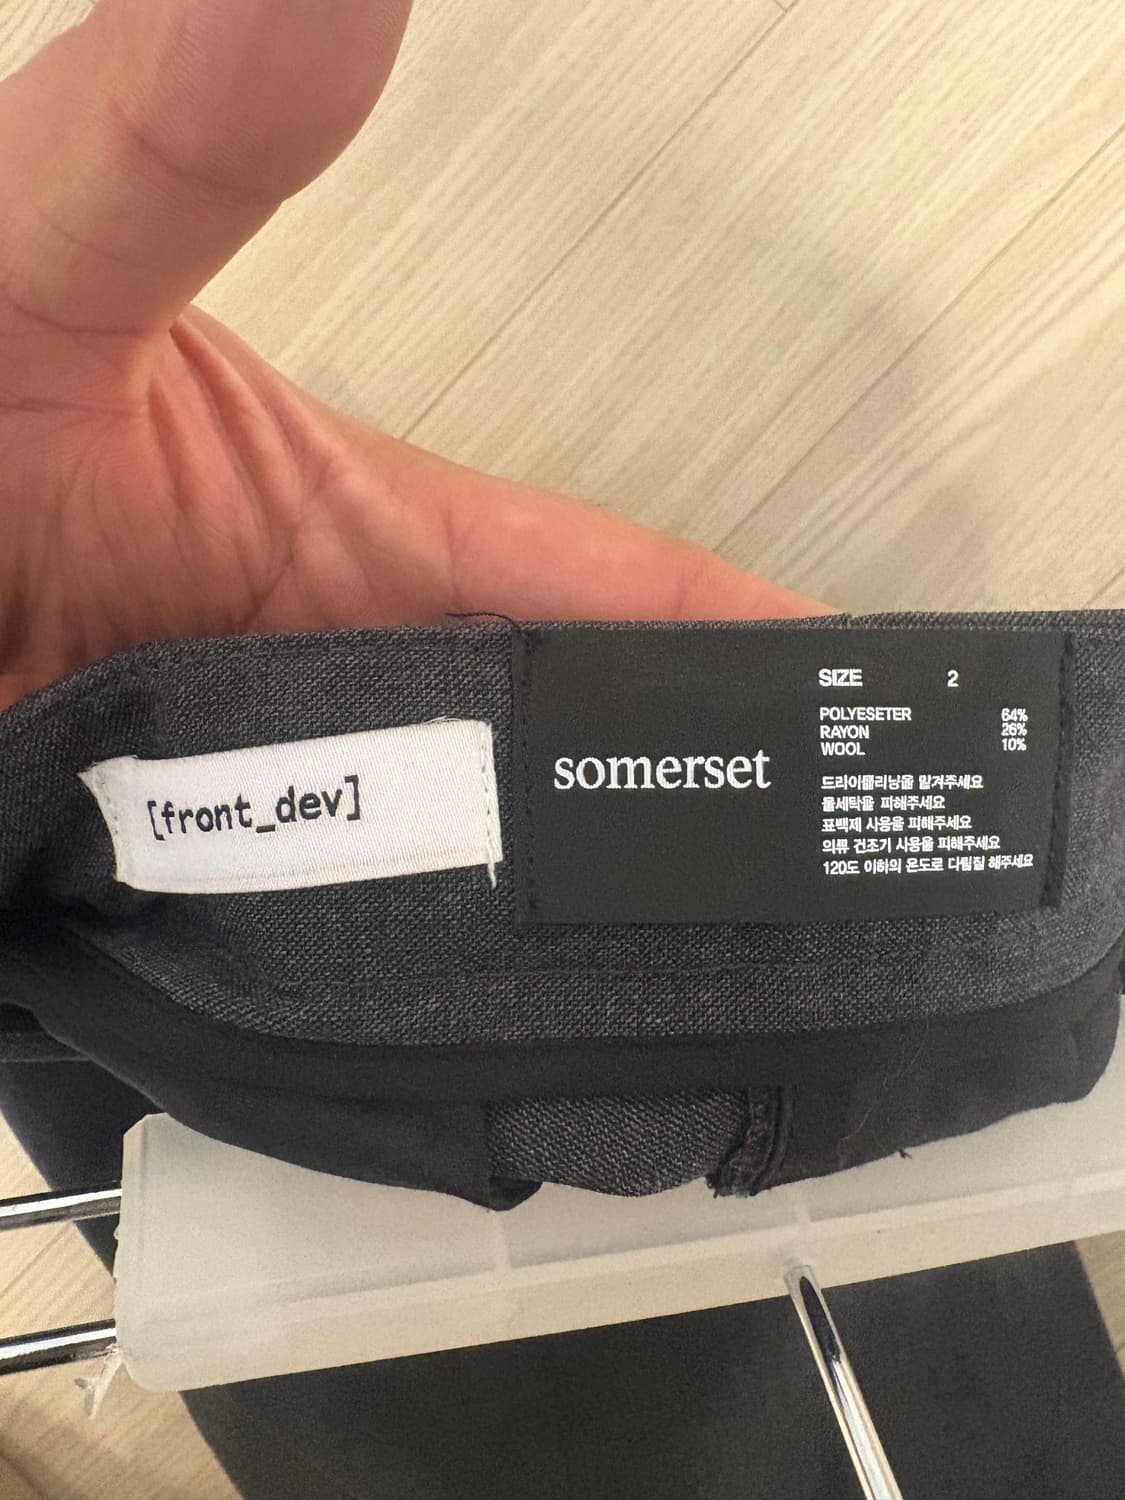 [front_dev]
somerset
SIZE 2
POLYESETER 64%
RAYON 26%
WOOL 10%
드라이클리닝을 맡겨주세요
물세탁을 피해주세요
표백제 사용을 피해주세요
의류 건조기 사용을 피해주세요
120도 이하의 온도로 다림질 해주세요